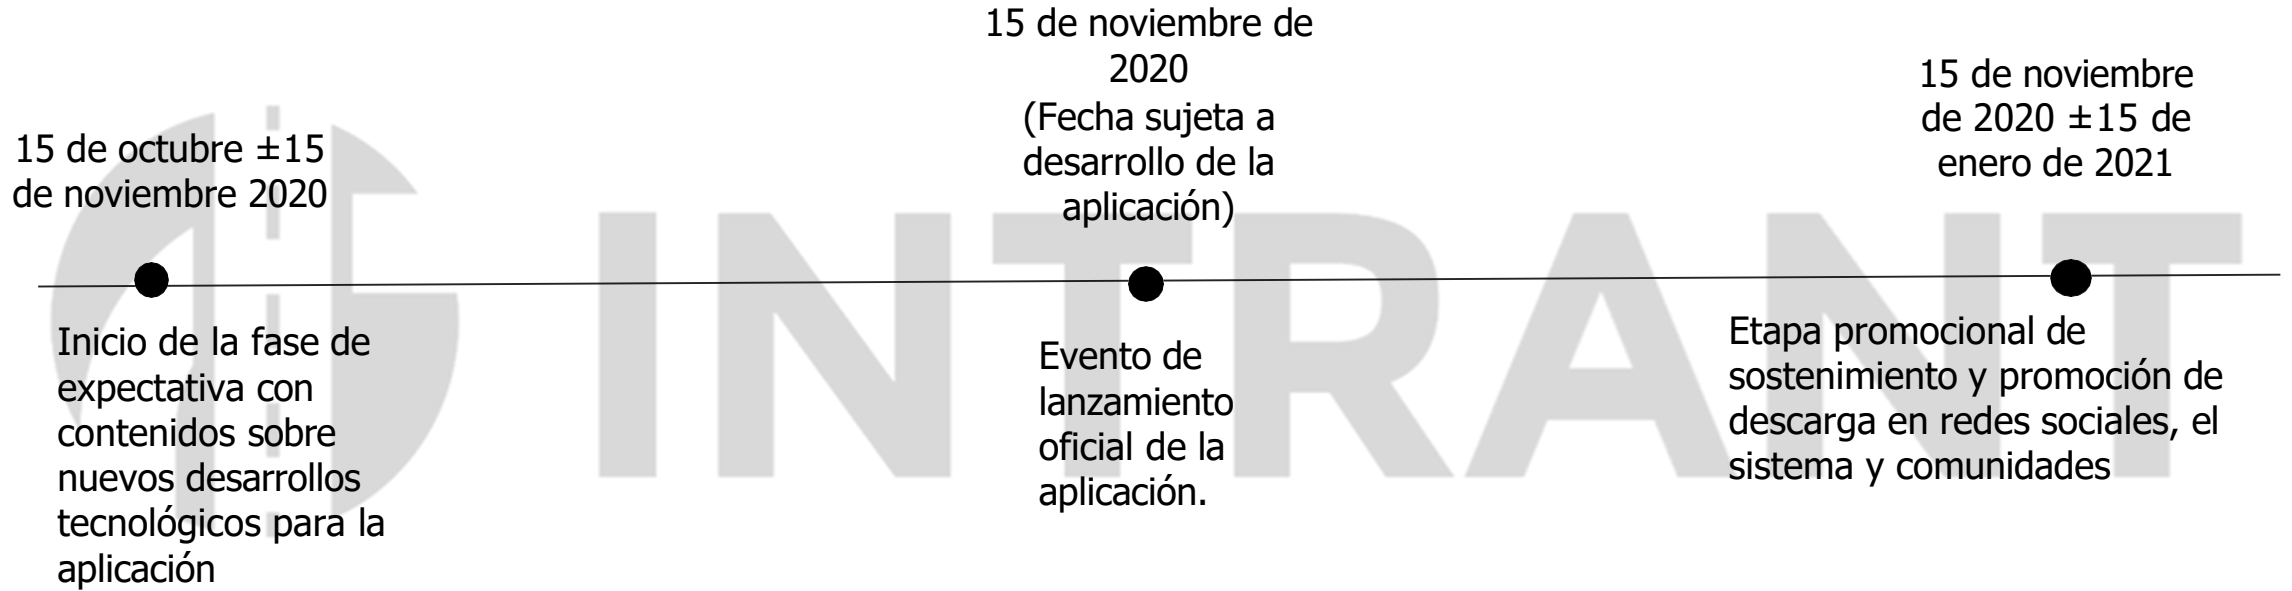 15 de octubre ±15
de noviembre 2020
Inicio de la fase de
expectativa con
contenidos sobre
nuevos desarrollos
tecnológicos para la
aplicación
15 de noviembre de
2020
(Fecha sujeta a
desarrollo de la
aplicación)
Evento de
lanzamiento
oficial de la
aplicación.
15 de noviembre
de 2020 ±15 de
enero de 2021
Etapa promocional de
sostenimiento y promoción de
descarga en redes sociales, el
sistema y comunidades
INTRANT